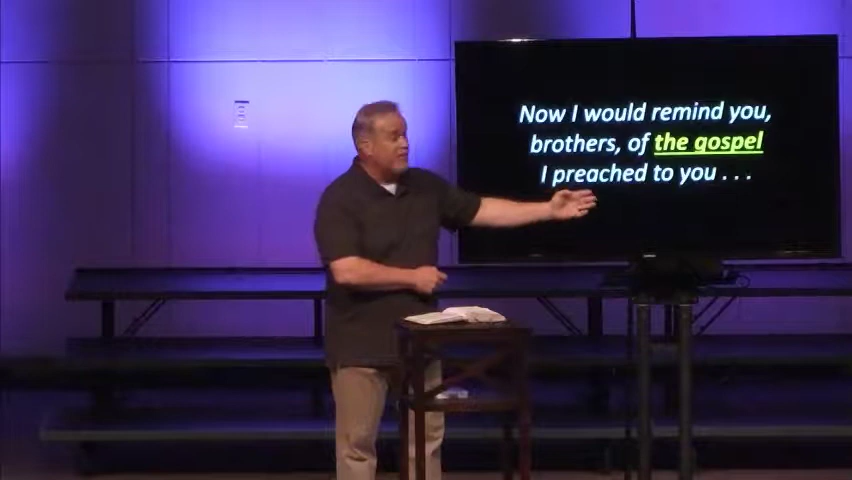 Now I would remind you,
brothers, of the gospel
I preached to you . . .